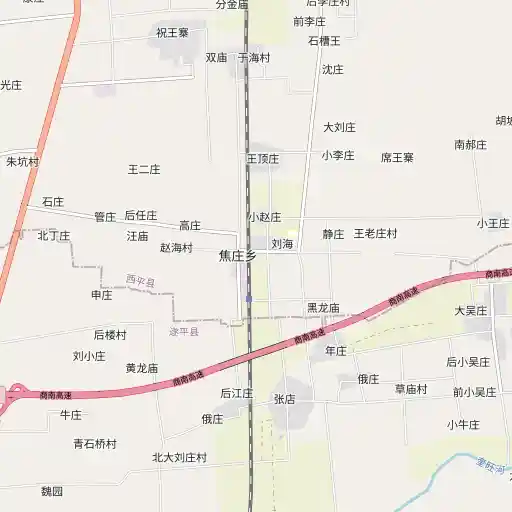 分金庙
后李庄村
前李庄
祝王寨
石槽王
双庙
于海村
沈庄
光庄
大刘庄
南郝庄
朱坑村
王顶庄
小李庄
席王寨
王二庄
石庄
管庄
后任庄
小赵庄
小王庄
高庄
北丁庄
汪庙
静庄
王老庄村
赵海村
刘海
焦庄乡
商南高速
西平县
申庄
黑龙庙
大吴庄
后楼村
遂平县
商南高速
商南高速
刘小庄
年庄
黄龙庙
后小吴庄
商南高速
俄庄
草庙村
前小吴庄
商南高速
后江庄
张店
牛庄
俄庄
小牛庄
青石桥村
北大刘庄村
奎旺河
魏园